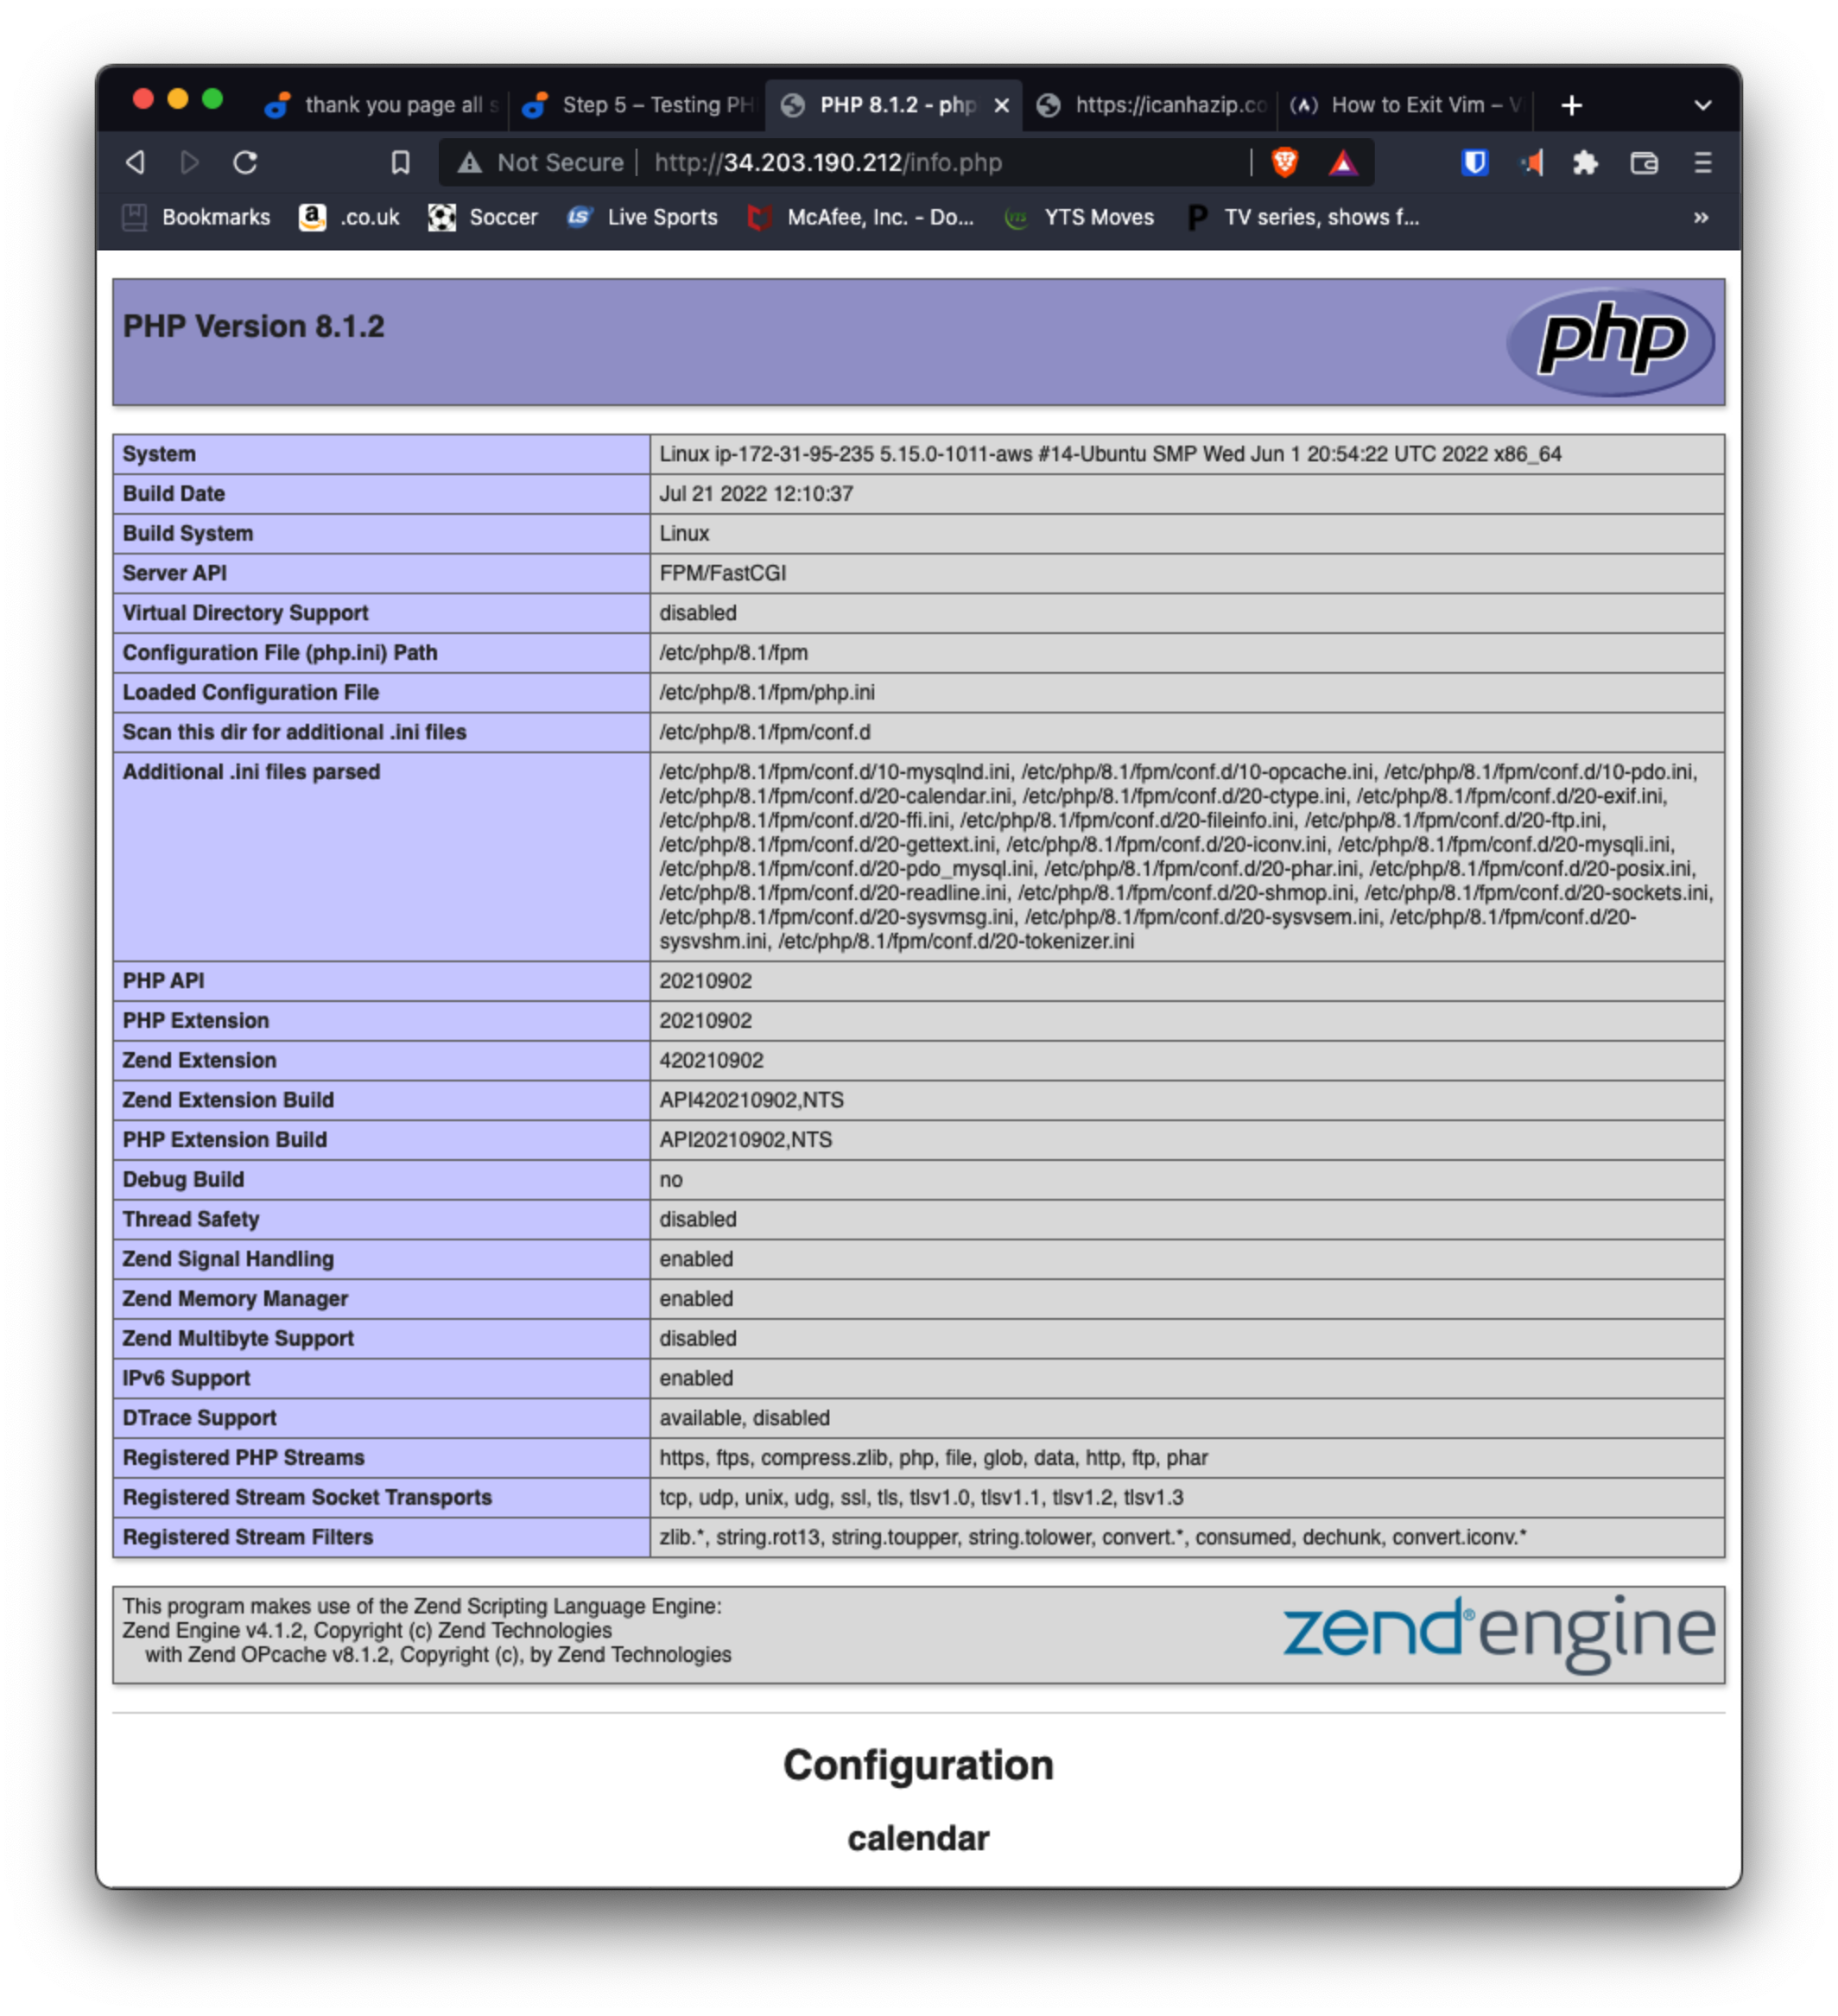 thank you page all s
Step 5 – Testing PH
PHP 8.1.2 - php
https://icanhazip.co
How to Exit Vim – V
Not Secure
http://34.203.190.212/info.php
Bookmarks
.co.uk
Soccer
Live Sports
McAfee, Inc. - Do...
YTS Moves
TV series, shows f...
PHP Version 8.1.2
php
System
Linux ip-172-31-95-235 5.15.0-1011-aws #14-Ubuntu SMP Wed Jun 1 20:54:22 UTC 2022 x86_64
Build Date
Jul 21 2022 12:10:37
Build System
Linux
Server API
FPM/FastCGI
Virtual Directory Support
disabled
Configuration File (php.ini) Path
/etc/php/8.1/fpm
Loaded Configuration File
/etc/php/8.1/fpm/php.ini
Scan this dir for additional .ini files
/etc/php/8.1/fpm/conf.d
Additional .ini files parsed
/etc/php/8.1/fpm/conf.d/10-mysqlnd.ini, /etc/php/8.1/fpm/conf.d/10-opcache.ini, /etc/php/8.1/fpm/conf.d/10-pdo.ini,
/etc/php/8.1/fpm/conf.d/20-calendar.ini, /etc/php/8.1/fpm/conf.d/20-ctype.ini, /etc/php/8.1/fpm/conf.d/20-exif.ini,
/etc/php/8.1/fpm/conf.d/20-ffi.ini, /etc/php/8.1/fpm/conf.d/20-fileinfo.ini, /etc/php/8.1/fpm/conf.d/20-ftp.ini,
/etc/php/8.1/fpm/conf.d/20-gettext.ini, /etc/php/8.1/fpm/conf.d/20-iconv.ini, /etc/php/8.1/fpm/conf.d/20-mysqli.ini,
/etc/php/8.1/fpm/conf.d/20-pdo_mysql.ini, /etc/php/8.1/fpm/conf.d/20-phar.ini, /etc/php/8.1/fpm/conf.d/20-posix.ini,
/etc/php/8.1/fpm/conf.d/20-readline.ini, /etc/php/8.1/fpm/conf.d/20-shmop.ini, /etc/php/8.1/fpm/conf.d/20-sockets.ini,
/etc/php/8.1/fpm/conf.d/20-sysvmsg.ini, /etc/php/8.1/fpm/conf.d/20-sysvsem.ini, /etc/php/8.1/fpm/conf.d/20-
sysvshm.ini, /etc/php/8.1/fpm/conf.d/20-tokenizer.ini
PHP API
20210902
PHP Extension
20210902
Zend Extension
420210902
Zend Extension Build
API420210902,NTS
PHP Extension Build
API20210902,NTS
Debug Build
no
Thread Safety
disabled
Zend Signal Handling
enabled
Zend Memory Manager
enabled
Zend Multibyte Support
disabled
IPv6 Support
enabled
DTrace Support
available, disabled
Registered PHP Streams
https, ftps, compress.zlib, php, file, glob, data, http, ftp, phar
Registered Stream Socket Transports
tcp, udp, unix, udg, ssl, tls, tlsv1.0, tlsv1.1, tlsv1.2, tlsv1.3
Registered Stream Filters
zlib.*, string.rot13, string.toupper, string.tolower, convert.*, consumed, dechunk, convert.iconv.*
This program makes use of the Zend Scripting Language Engine:
Zend Engine v4.1.2, Copyright (c) Zend Technologies
with Zend OPcache v8.1.2, Copyright (c), by Zend Technologies
zend®engine
Configuration
calendar